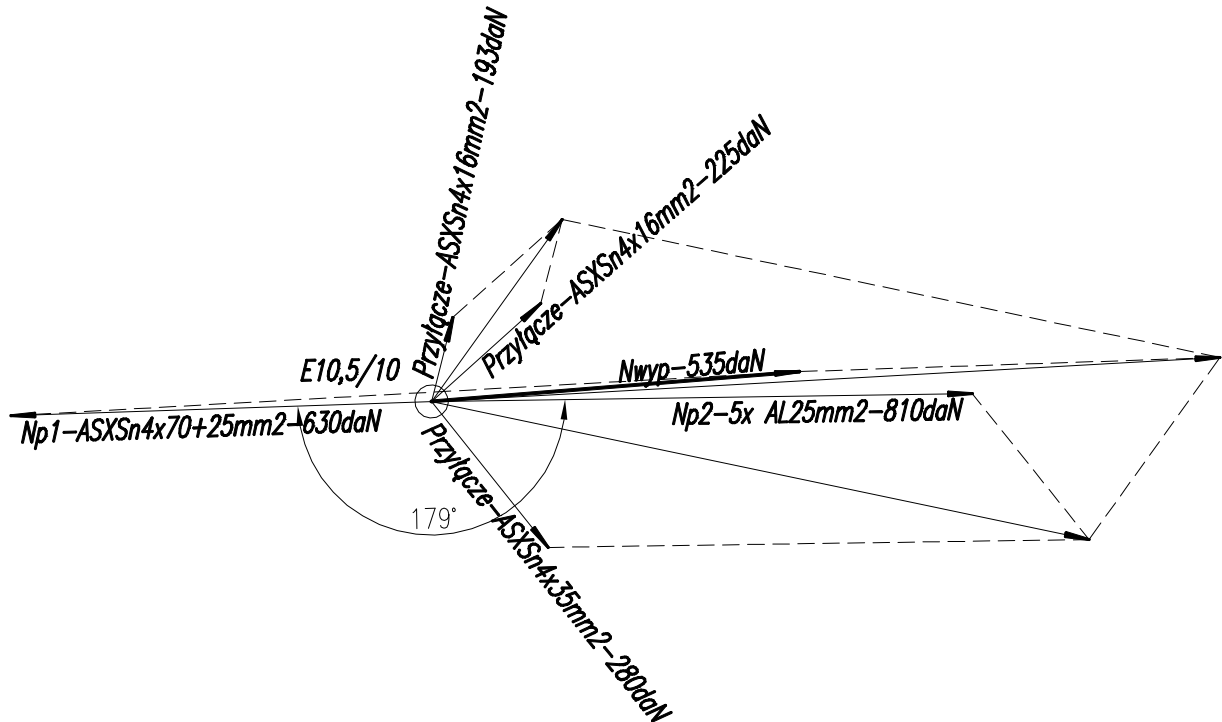 Przyłącze-ASXSn4x16mm2-193daN
Przyłącze-ASXSn4x16mm2-225daN
E10,5/10
Nwyp-535daN
Np1-ASXSn4x70+25mm2-630daN
Np2-5x AL25mm2-810daN
Przyłącze-ASXSn4x35mm2-280daN
179°